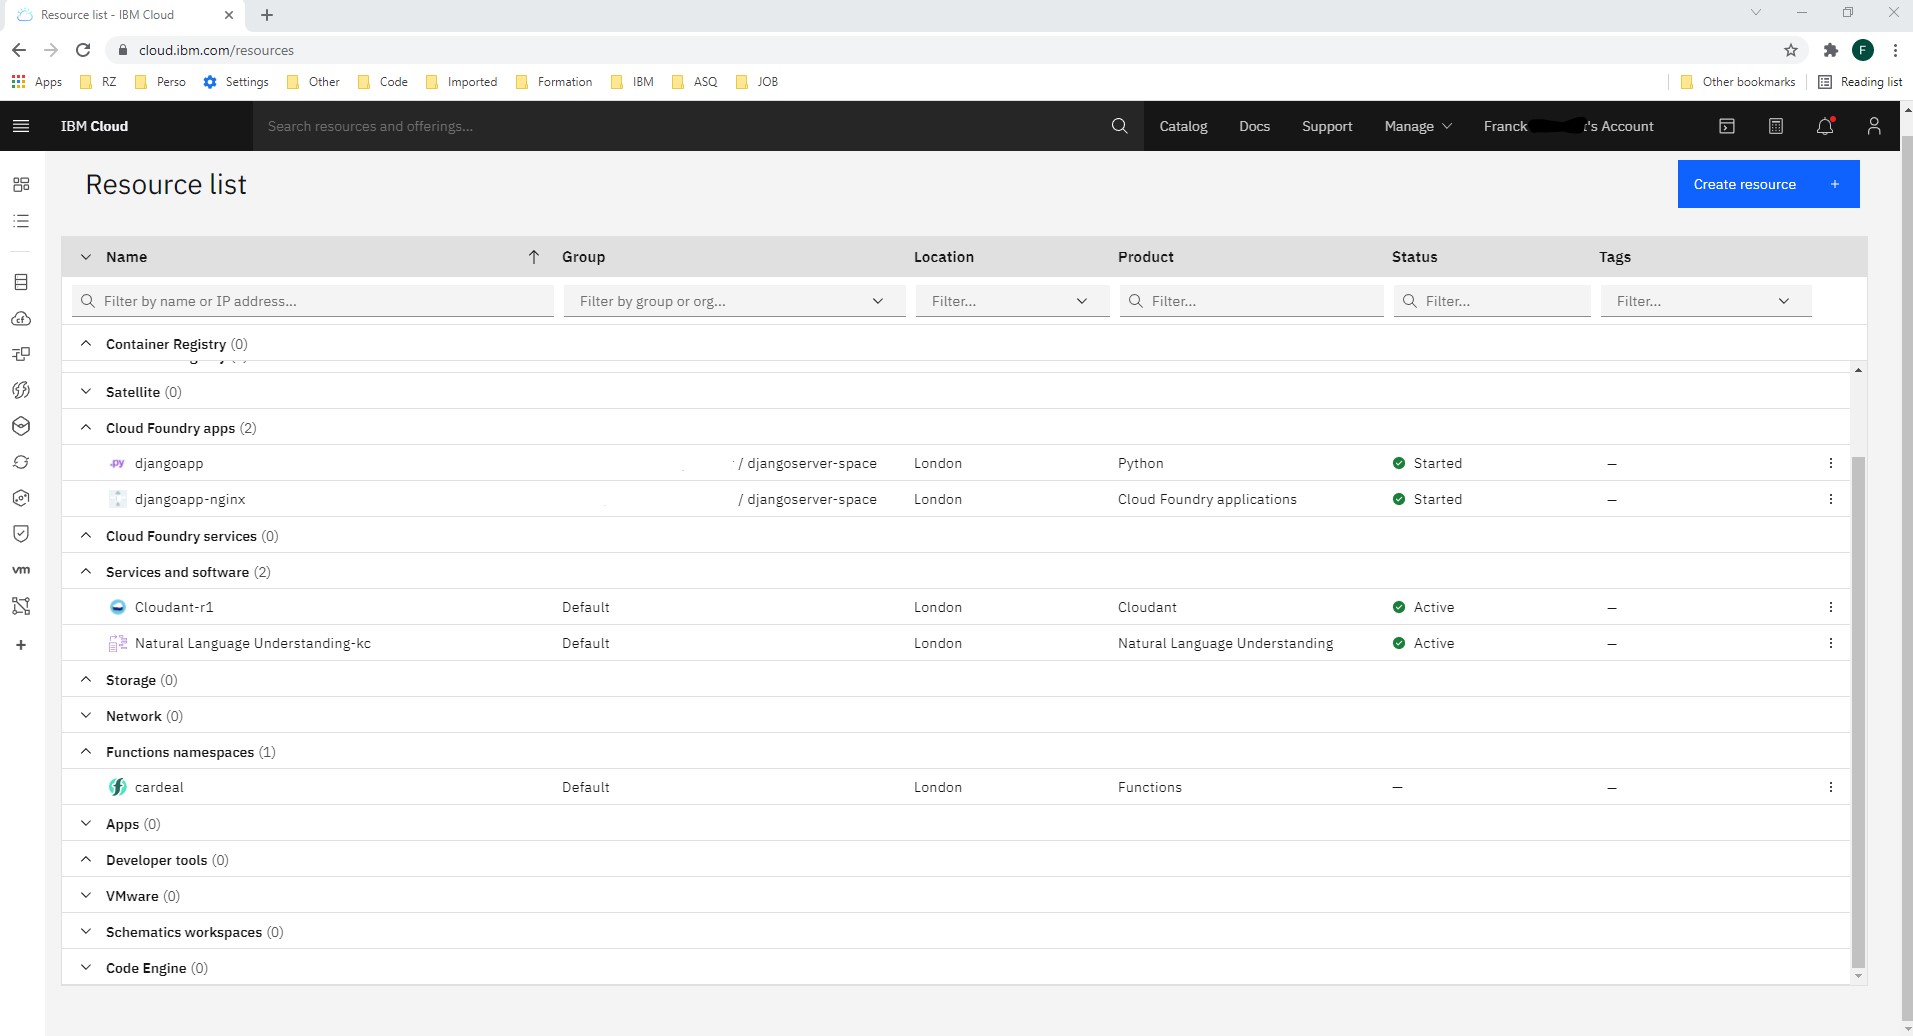 Resource list - IBM Cloud
cloud.ibm.com/resources
Apps RZ Perso Settings Other Code Imported Formation IBM ASQ JOB Other bookmarks Reading list
IBM Cloud Search resources and offerings... Catalog Docs Support Manage Franck 's Account
F
Resource list
Create resource +
Name Group Location Product Status Tags
Filter by name or IP address... Filter by group or org... Filter... Filter... Filter... Filter...
Container Registry (0)
Satellite (0)
Cloud Foundry apps (2)
.py djangoapp / djangoserver-space London Python Started –
djangoapp-nginx / djangoserver-space London Cloud Foundry applications Started –
Cloud Foundry services (0)
Services and software (2)
Cloudant-r1 Default London Cloudant Active –
Natural Language Understanding-kc Default London Natural Language Understanding Active –
Storage (0)
Network (0)
Functions namespaces (1)
cardeal Default London Functions – –
Apps (0)
Developer tools (0)
VMware (0)
Schematics workspaces (0)
Code Engine (0)
cf
vm